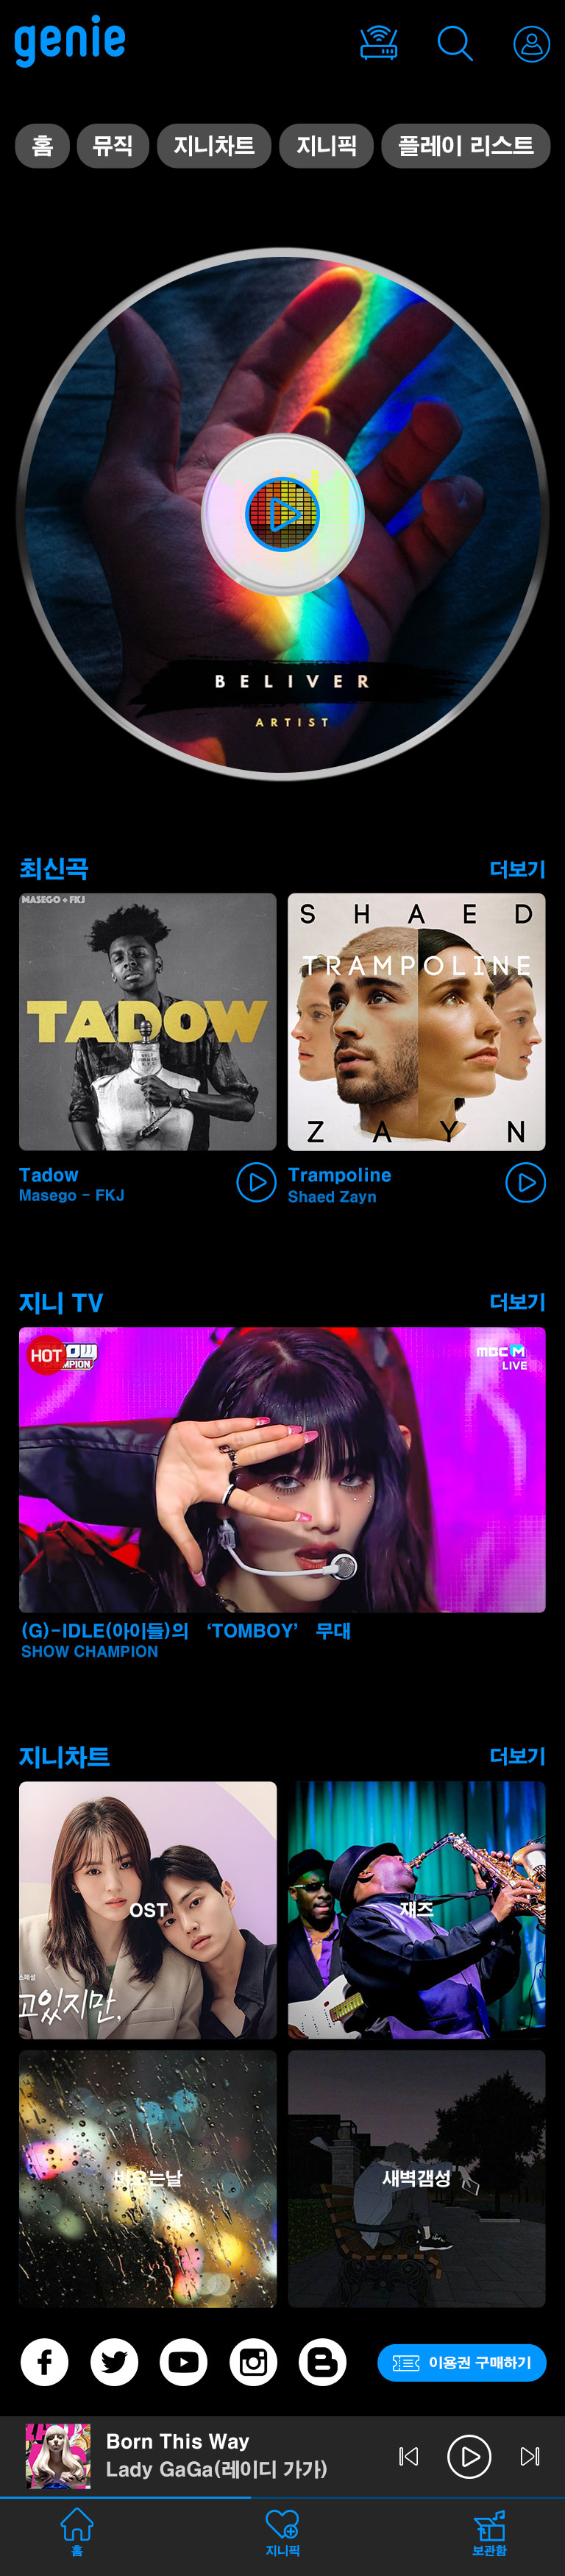 genie
홈 뮤직 지니차트 지니픽 플레이 리스트
BELIVER
ARTIST
최신곡 더보기
MASEGO + FKJ
TADOW
SHAED
TRAMPOLINE
ZAYN
Tadow
Masego - FKJ
Trampoline
Shaed Zayn
지니 TV 더보기
HOT
MBC M
LIVE
(G)-IDLE(아이들)의 ‘TOMBOY’ 무대
SHOW CHAMPION
지니차트 더보기
OST
고있지만,
재즈
비오는날
새벽갬성
이용권 구매하기
Born This Way
Lady GaGa(레이디 가가)
홈 지니픽 보관함